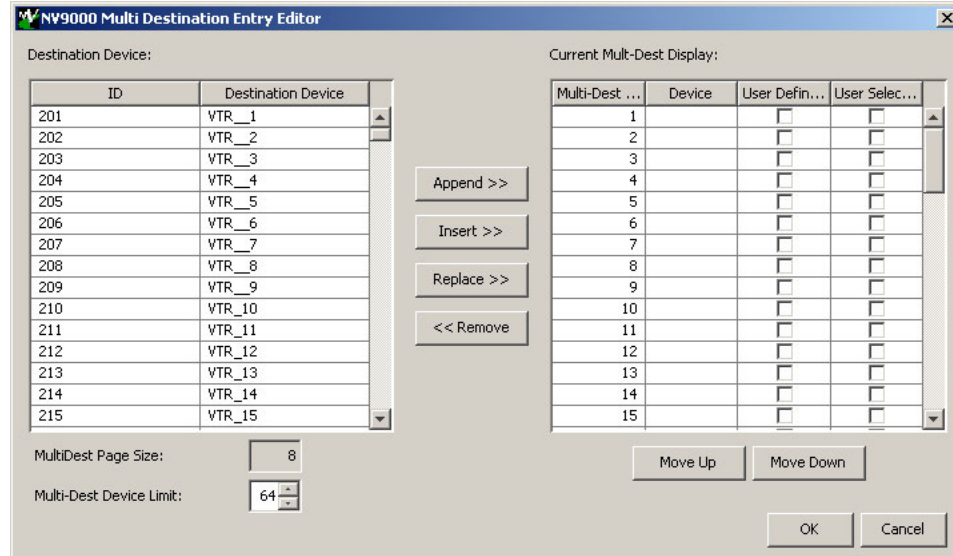 NV9000 Multi Destination Entry Editor
Destination Device:
Current Mult-Dest Display:
ID Destination Device
Multi-Dest ... Device User Defin... User Selec...
201 VTR__1 1
202 VTR__2 2
203 VTR__3 3
204 VTR__4 4
205 VTR__5 5
206 VTR__6 6
207 VTR__7 7
208 VTR__8 8
209 VTR__9 9
210 VTR_10 10
211 VTR_11 11
212 VTR_12 12
213 VTR_13 13
214 VTR_14 14
215 VTR_15 15
Append >>
Insert >>
Replace >>
<< Remove
MultiDest Page Size: 8
Multi-Dest Device Limit: 64
Move Up Move Down
OK Cancel